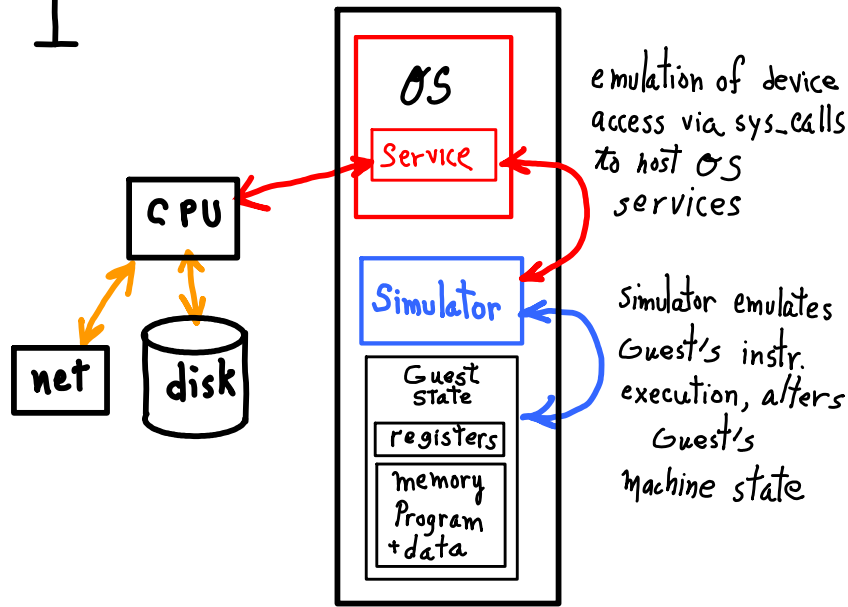 OS
Service
CPU
net
disk
Simulator
Guest
State
registers
memory
Program
+data
emulation of device
access via sys_calls
to host OS
services
Simulator emulates
Guest's instr.
execution, alters
Guest's
Machine state